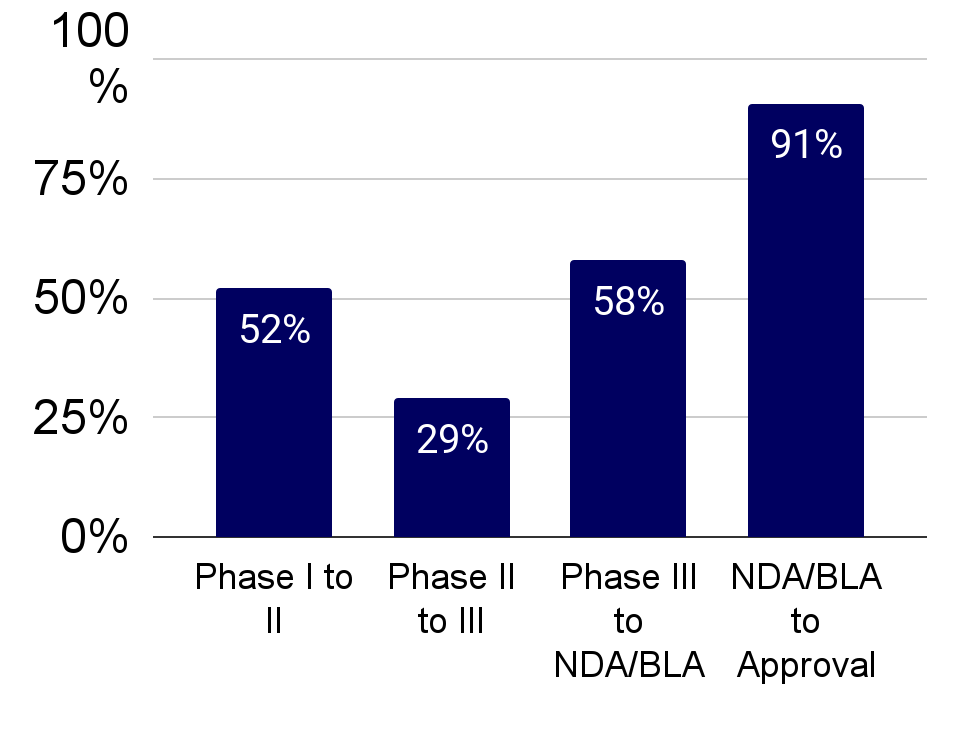 100
%
75%
50%
25%
0%
52%
29%
58%
91%
Phase I to
II
Phase II
to III
Phase III
to
NDA/BLA
NDA/BLA
to
Approval